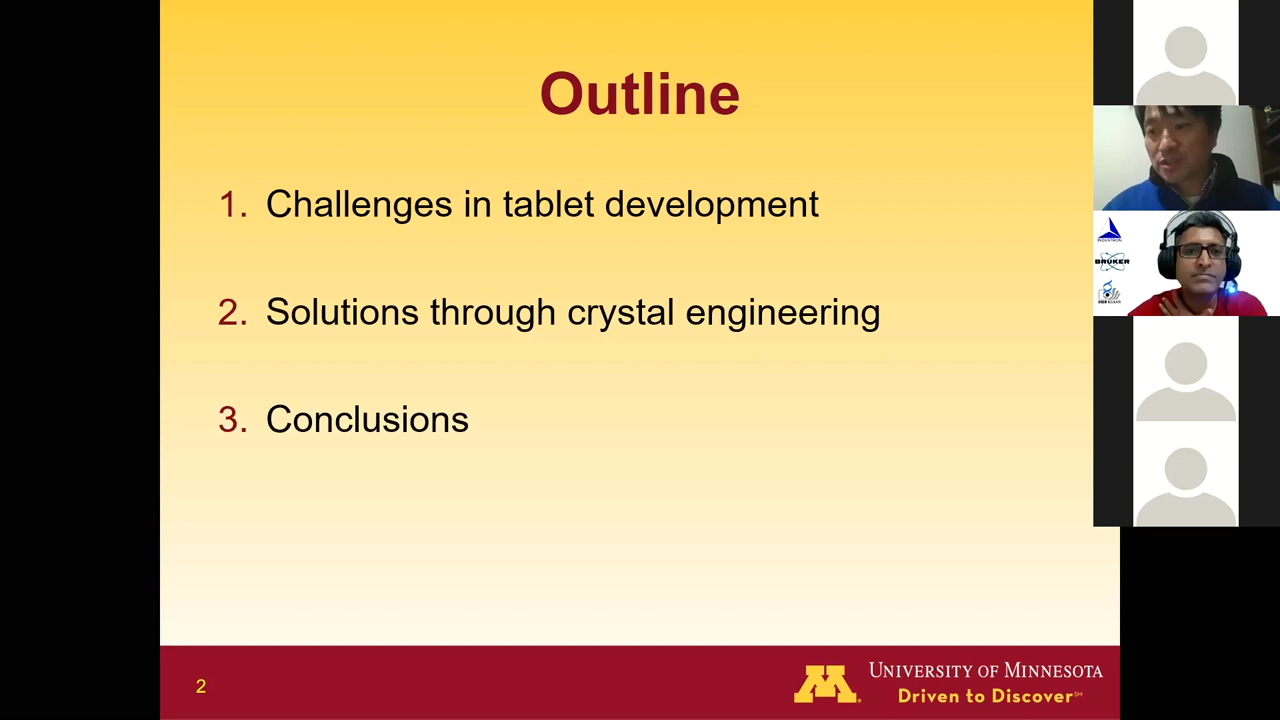 Outline
1. Challenges in tablet development
2. Solutions through crystal engineering
3. Conclusions
2
M
UNIVERSITY OF MINNESOTA
Driven to Discover℠
INDUSTRON
BRUKER